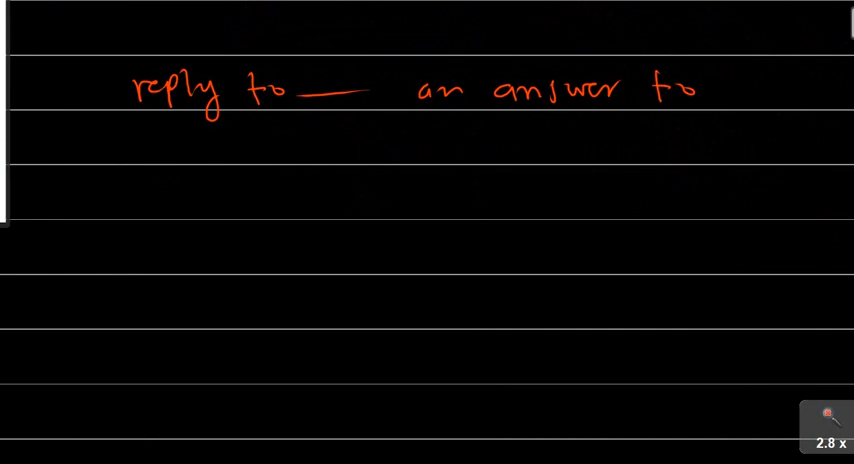 reply to — an answer to
2.8 x